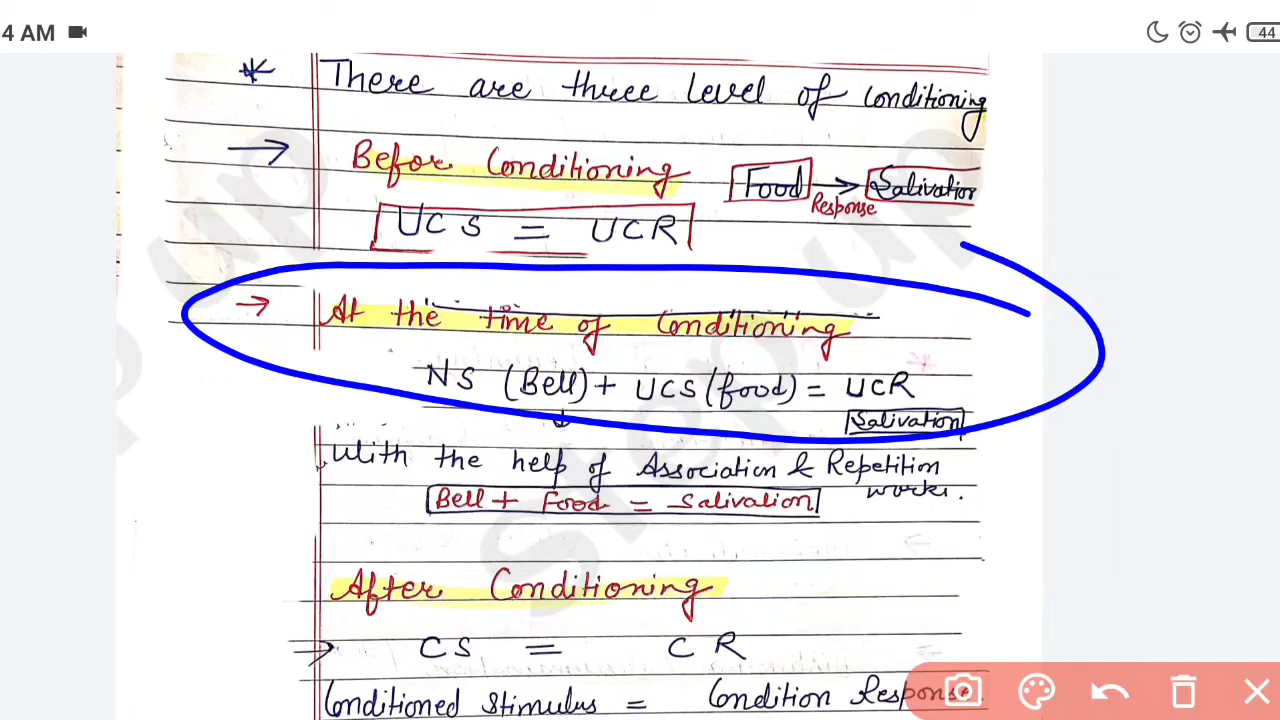 4 AM
44
* There are three level of conditioning
→ Befor Conditioning
Food → Salivation
Response
UCS = UCR
→ At the time of Conditioning
NS (Bell) + UCS (food) = UCR
Salivation
With the help of Association & Repetition
works.
Bell + Food = Salivation
After Conditioning
→ CS = CR
Conditioned Stimulus = Condition Response
Step up